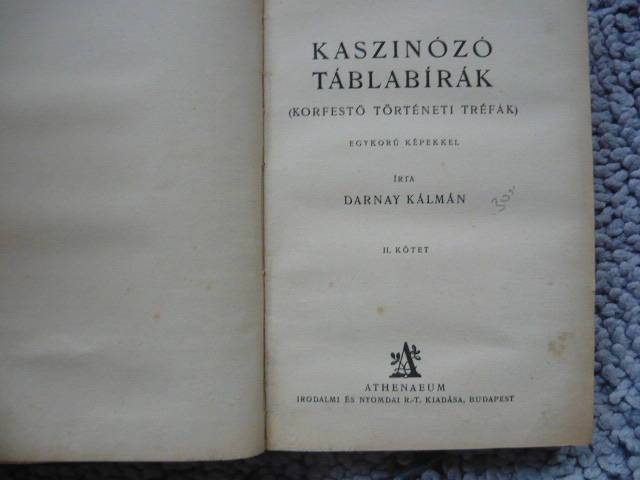 KASZINÓZÓ
TÁBLABÍRÁK
(KORFESTŐ TÖRTÉNETI TRÉFÁK)
EGYKORÚ KÉPEKKEL
ÍRTA
DARNAY KÁLMÁN
II. KÖTET
A
ATHENAEUM
IRODALMI ÉS NYOMDAI R.-T. KIADÁSA, BUDAPEST